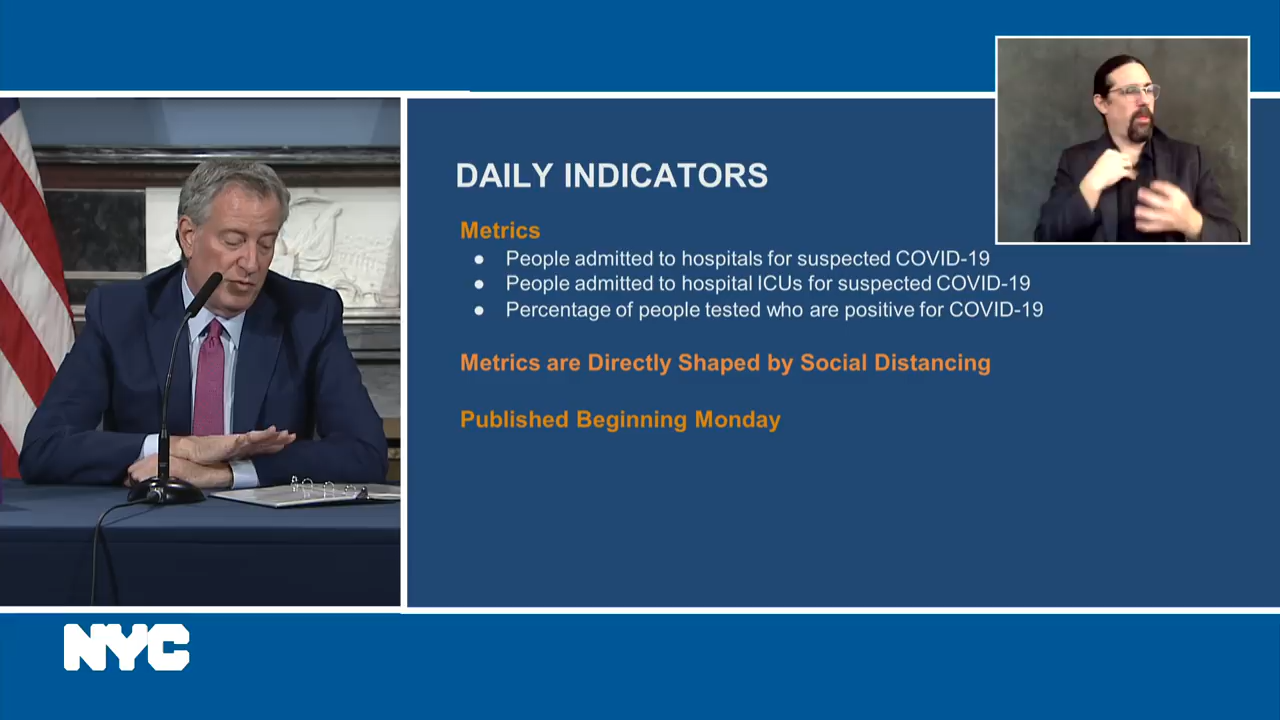 DAILY INDICATORS
Metrics
● People admitted to hospitals for suspected COVID-19
● People admitted to hospital ICUs for suspected COVID-19
● Percentage of people tested who are positive for COVID-19
Metrics are Directly Shaped by Social Distancing
Published Beginning Monday
NYC